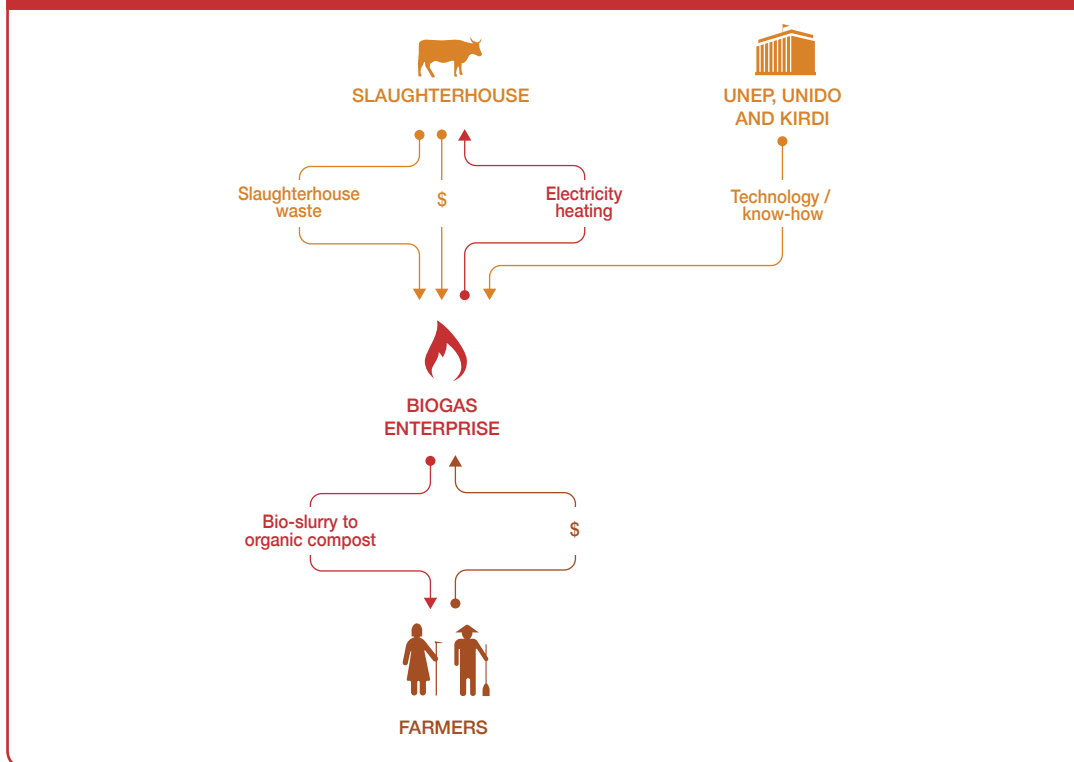 SLAUGHTERHOUSE
UNEP, UNIDO
AND KIRDI
Slaughterhouse
waste
$
Electricity
heating
Technology /
know-how
BIOGAS
ENTERPRISE
Bio-slurry to
organic compost
$
FARMERS